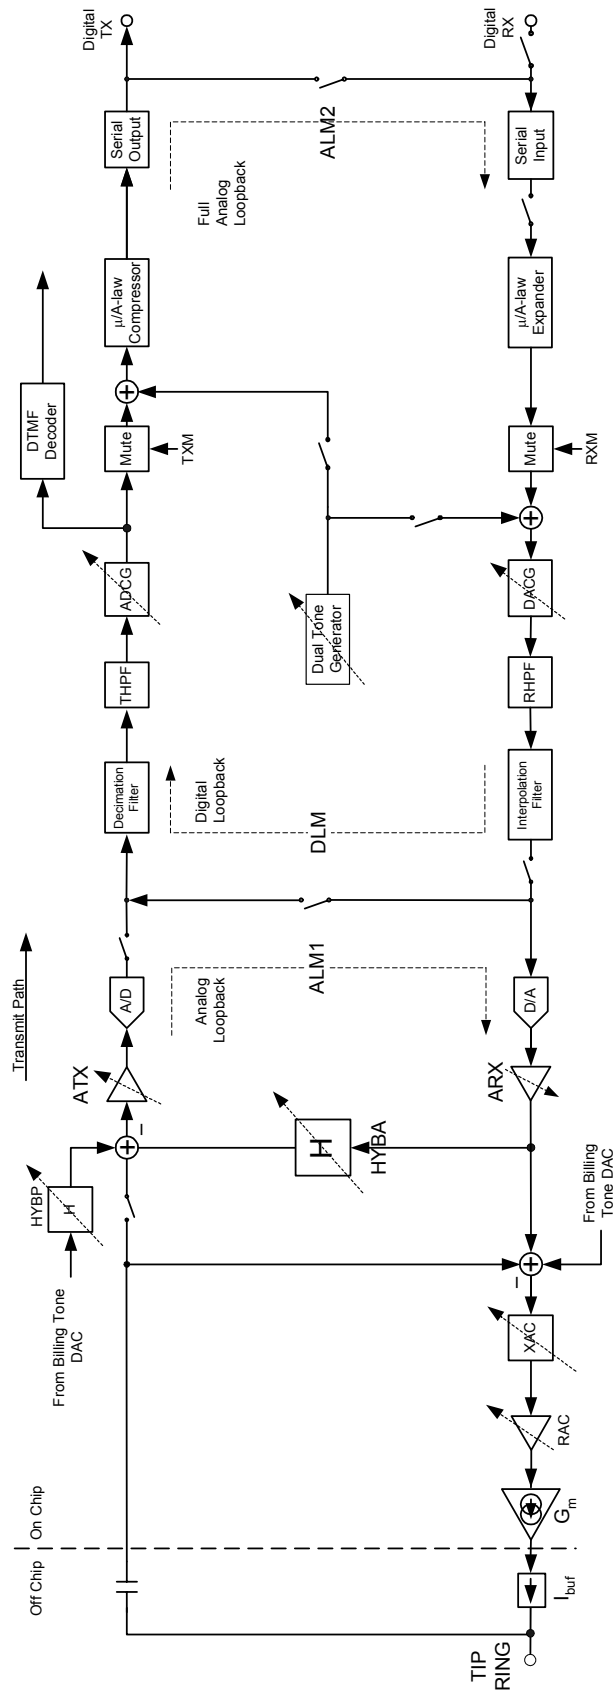 Off Chip
On Chip
Transmit Path
TIP
RING
I buf
G m
RAC
XAC
−
From Billing Tone
DAC
HYBP
H
+
−
ATX
A/D
Decimation
Filter
THPF
ADCG
DTMF
Decoder
Mute
TXM
+
µ/A-law
Compressor
Serial
Output
Digital
TX
H
HYBA
Analog
Loopback
ALM1
Digital
Loopback
DLM
Dual Tone
Generator
Full
Analog
Loopback
ALM2
+
From Billing
Tone DAC
ARX
D/A
Interpolation
Filter
RHPF
DACG
+
Mute
RXM
µ/A-law
Expander
Serial
Input
Digital
RX